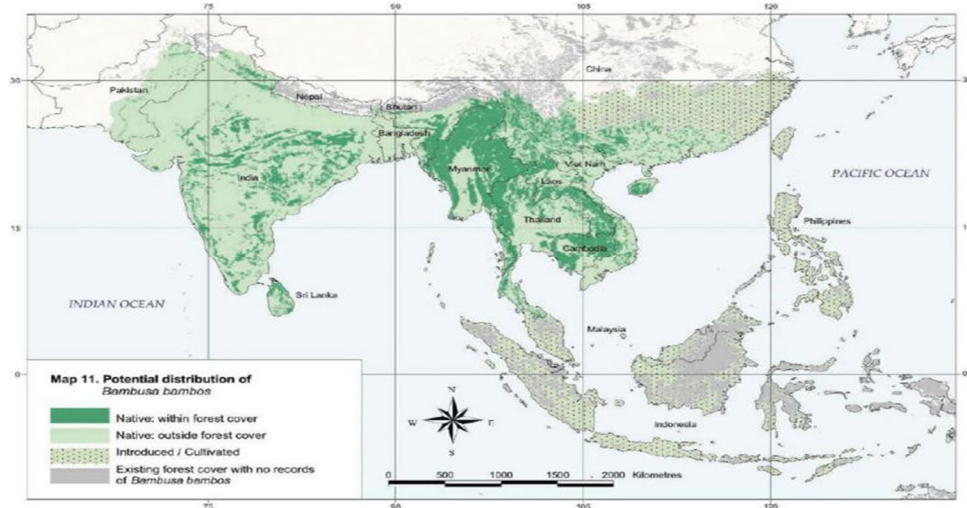 75
90
105
120
30
30
China
Pakistan
Nepal
Bhutan
Bangladesh
India
Myanmar
Viet Nam
Laos
PACIFIC OCEAN
Philippines
15
Thailand
Cambodia
INDIAN OCEAN
Sri Lanka
Malaysia
0
Indonesia
Map 11. Potential distribution of
Bambusa bambos
Native: within forest cover
Native: outside forest cover
Introduced / Cultivated
Existing forest cover with no records
of Bambusa bambos
N
W E
S
0 500 1000 1500 2000 Kilometres
75
90
105
120